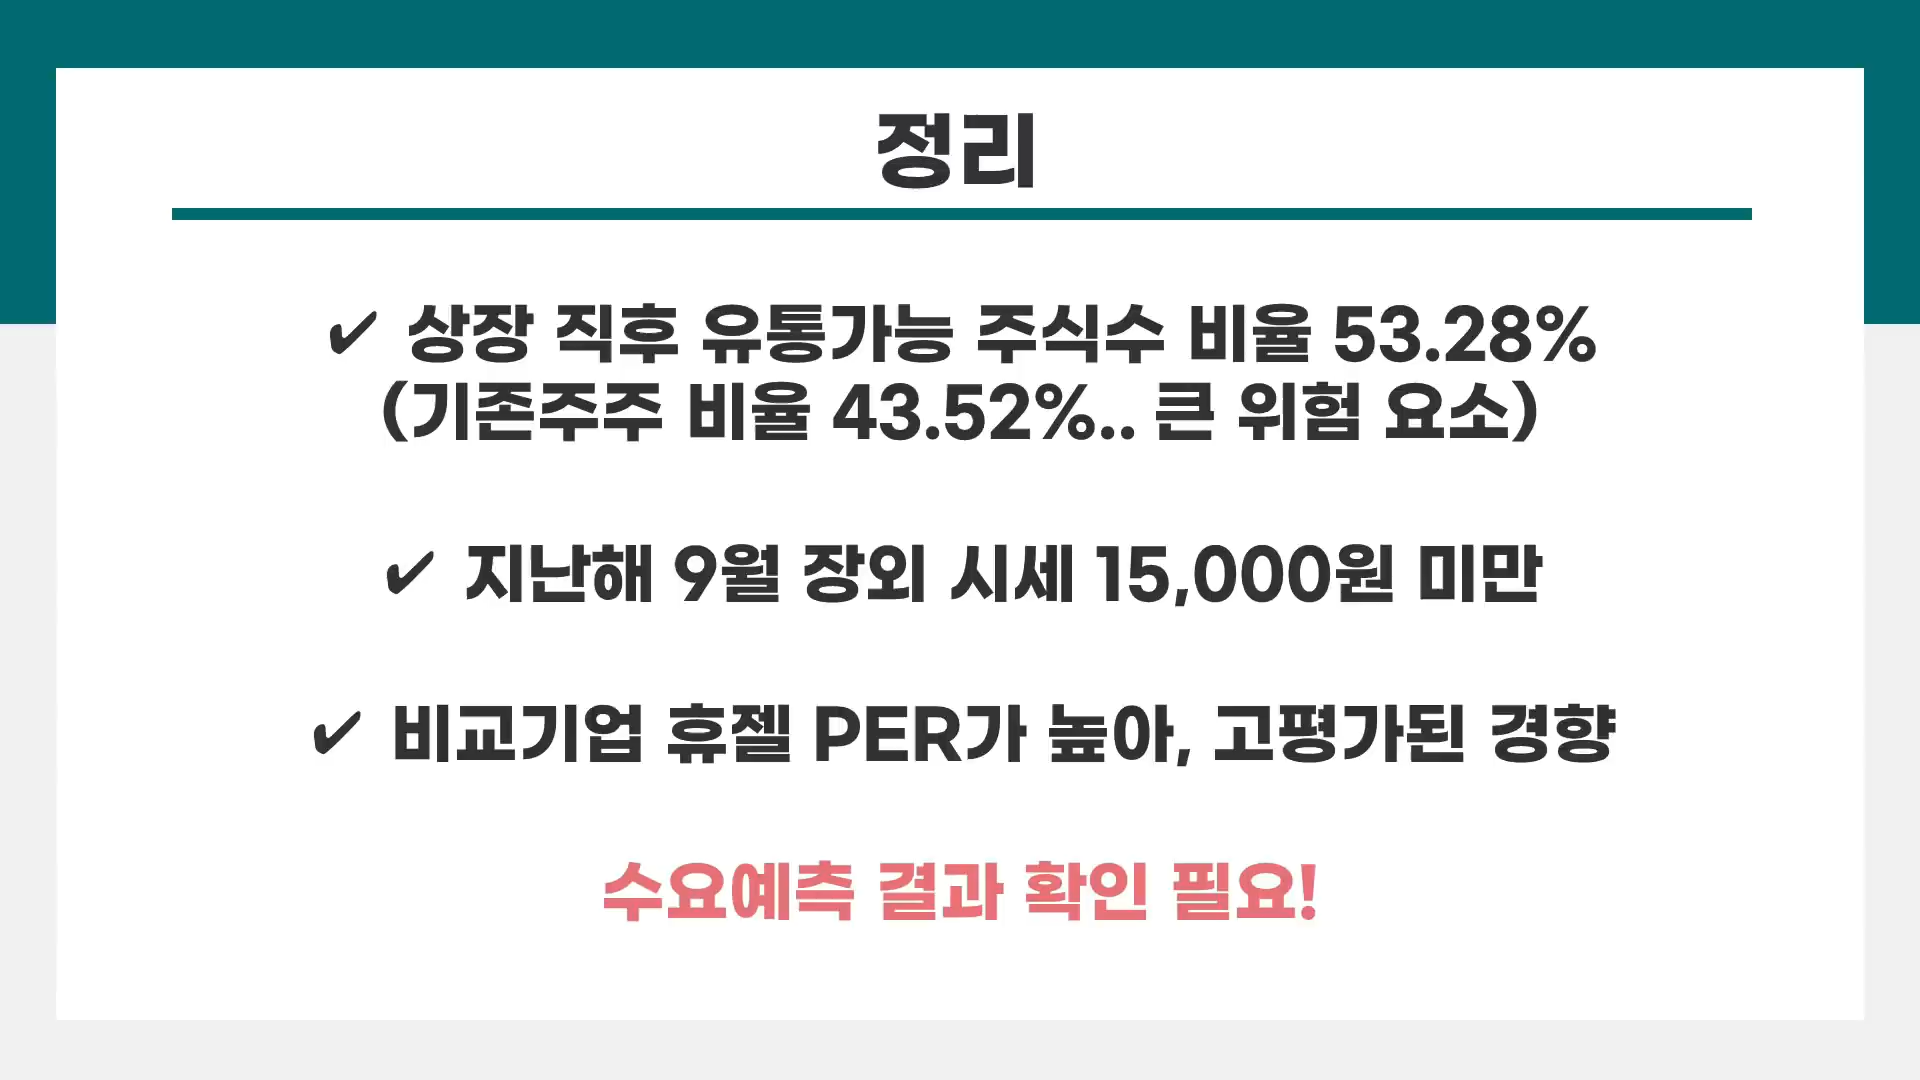 정리
✔ 상장 직후 유통가능 주식수 비율 53.28%
(기존주주 비율 43.52%.. 큰 위험 요소)
✔ 지난해 9월 장외 시세 15,000원 미만
✔ 비교기업 휴젤 PER가 높아, 고평가된 경향
수요예측 결과 확인 필요!